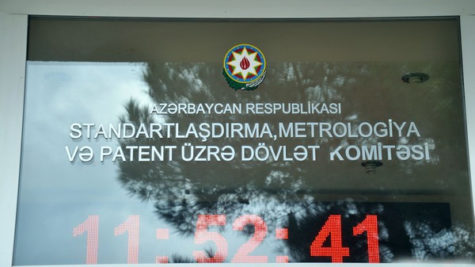 AZƏRBAYCAN RESPUBLİKASI
STANDARTLAŞDIRMA,METROLOGİYA
VƏ PATENT ÜZRƏ DÖVLƏT KOMİTƏSİ
11:52:41